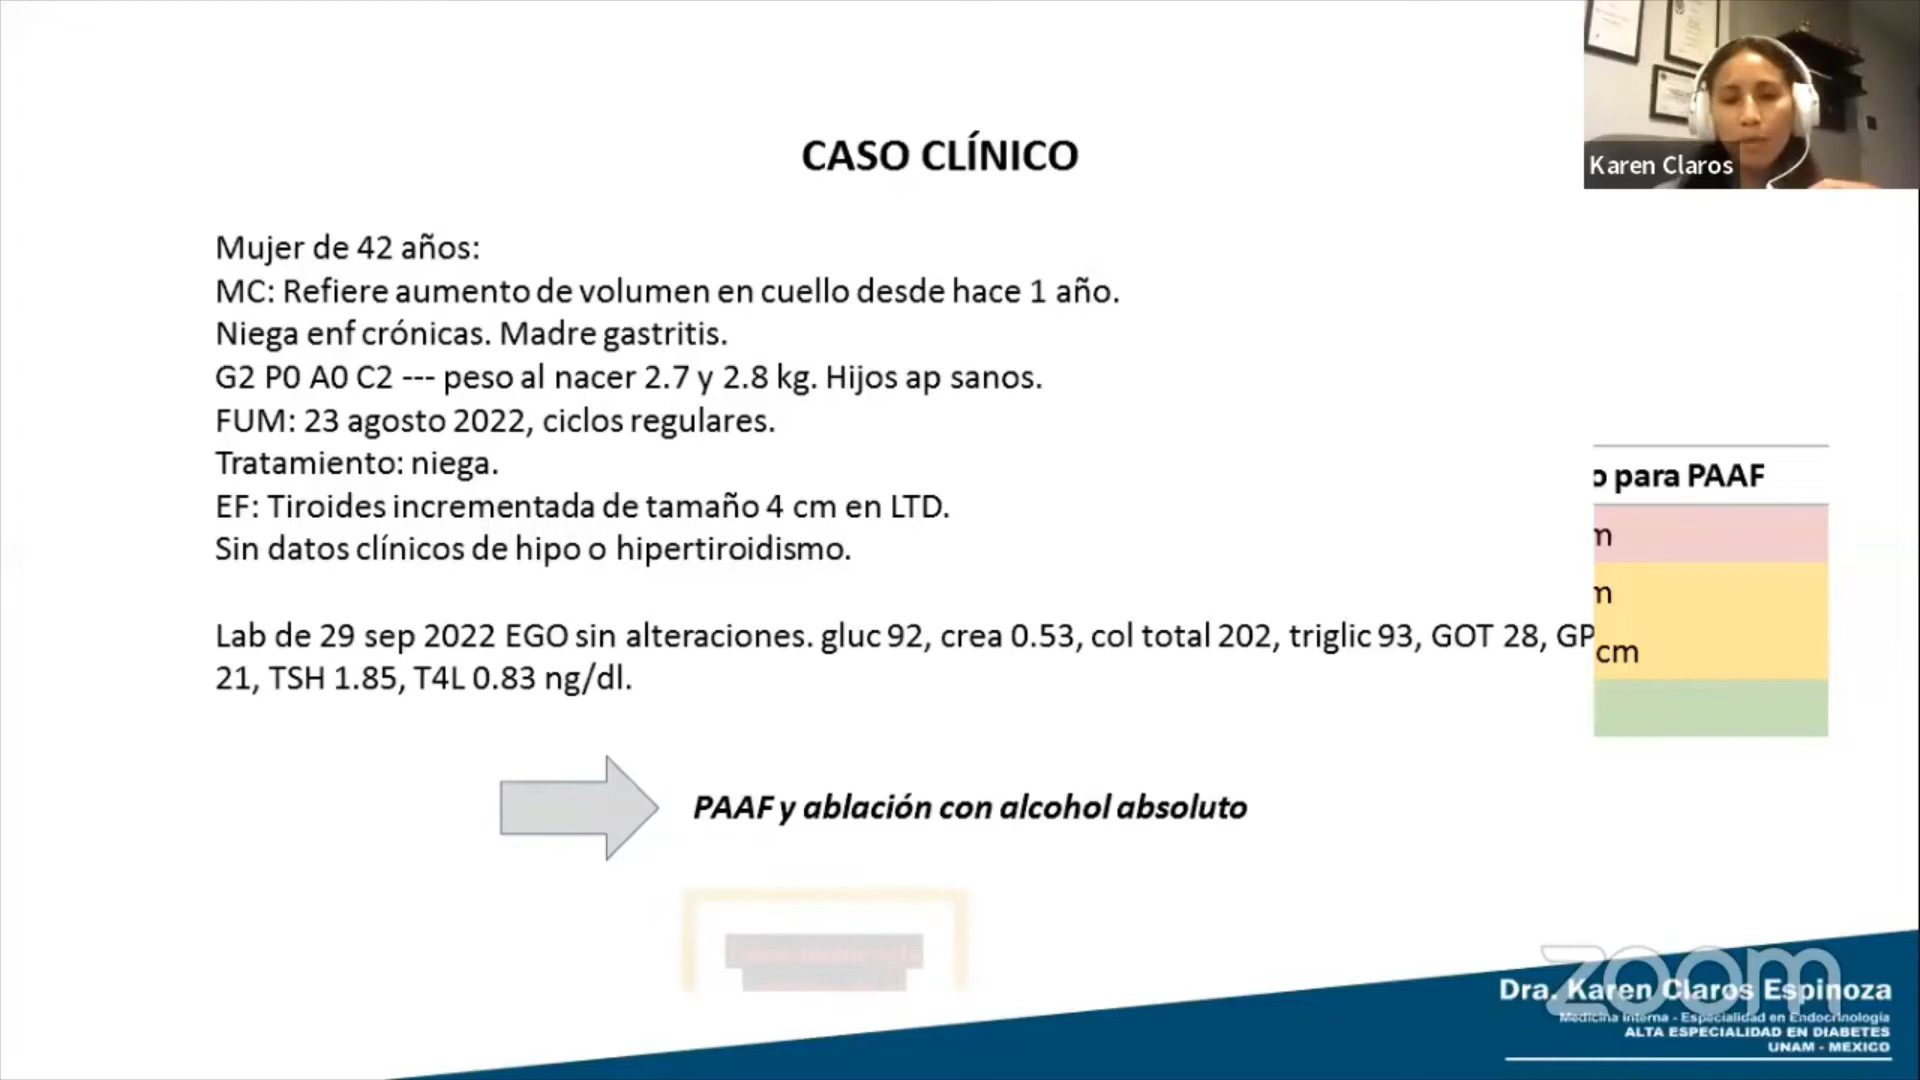 CASO CLÍNICO
Karen Claros
Mujer de 42 años:
MC: Refiere aumento de volumen en cuello desde hace 1 año.
Niega enf crónicas. Madre gastritis.
G2 P0 A0 C2 --- peso al nacer 2.7 y 2.8 kg. Hijos ap sanos.
FUM: 23 agosto 2022, ciclos regulares.
Tratamiento: niega.
EF: Tiroides incrementada de tamaño 4 cm en LTD.
Sin datos clínicos de hipo o hipertiroidismo.
Lab de 29 sep 2022 EGO sin alteraciones. gluc 92, crea 0.53, col total 202, triglic 93, GOT 28, GP
21, TSH 1.85, T4L 0.83 ng/dl.
o para PAAF
m
m
cm
PAAF y ablación con alcohol absoluto
zoom
Dra. Karen Claros Espinoza
Medicina Interna - Especialidad en Endocrinología
ALTA ESPECIALIDAD EN DIABETES
UNAM - MEXICO